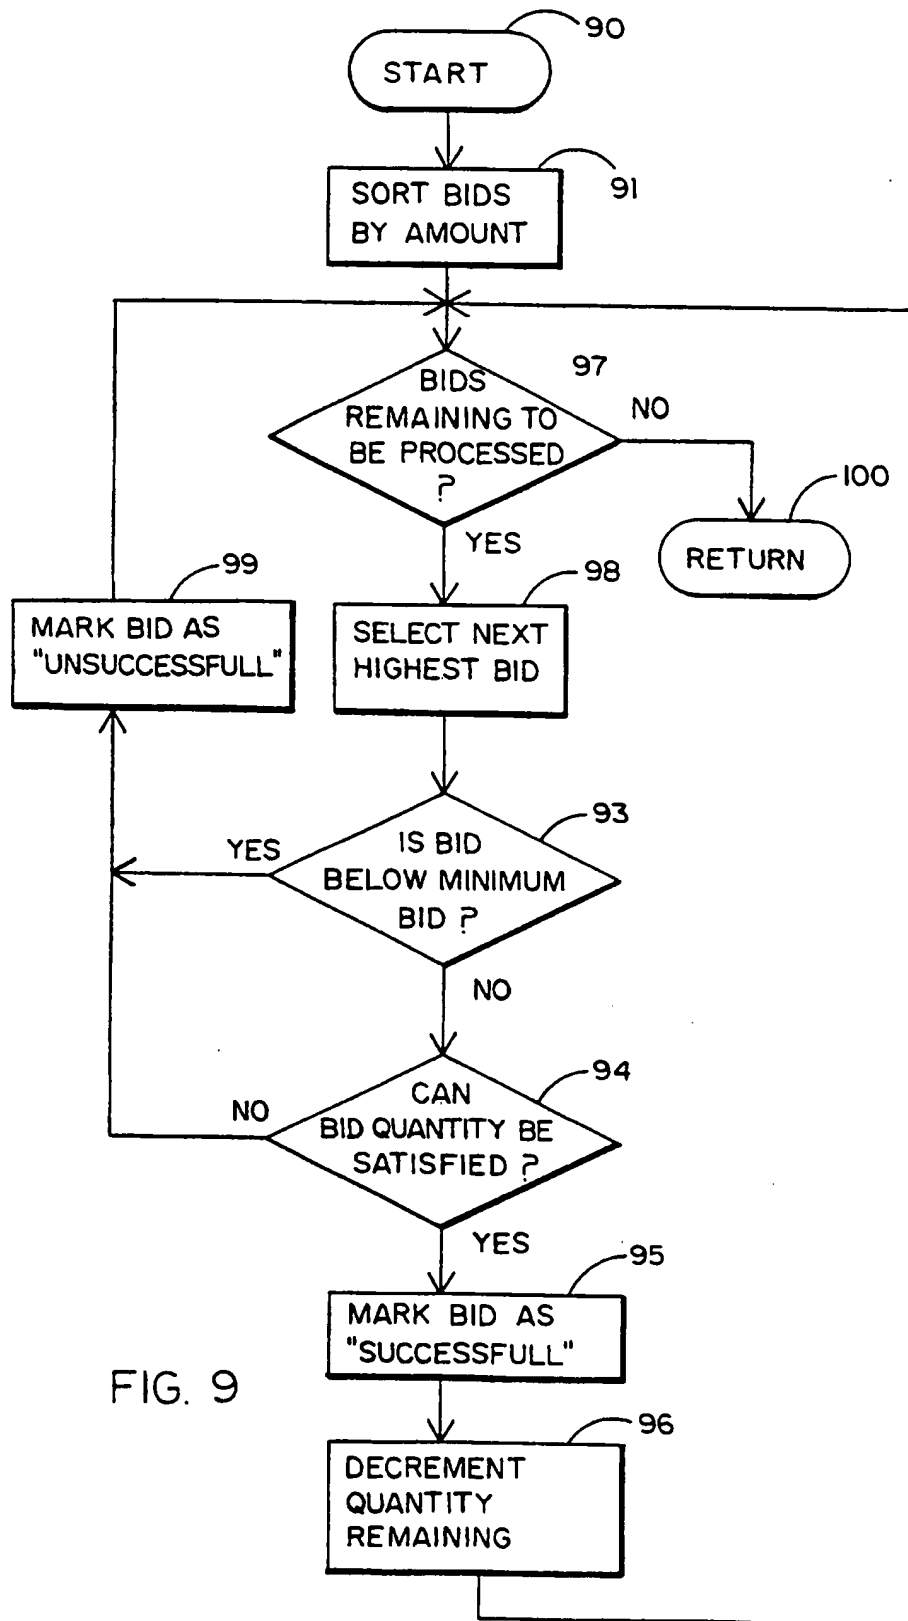 90
START
91
SORT BIDS
BY AMOUNT
97
BIDS
REMAINING TO
BE PROCESSED
?
NO
100
RETURN
YES
99
MARK BID AS
"UNSUCCESSFULL"
98
SELECT NEXT
HIGHEST BID
93
IS BID
BELOW MINIMUM
BID ?
YES
NO
94
CAN
BID QUANTITY BE
SATISFIED ?
NO
YES
95
MARK BID AS
"SUCCESSFULL"
FIG. 9
96
DECREMENT
QUANTITY
REMAINING